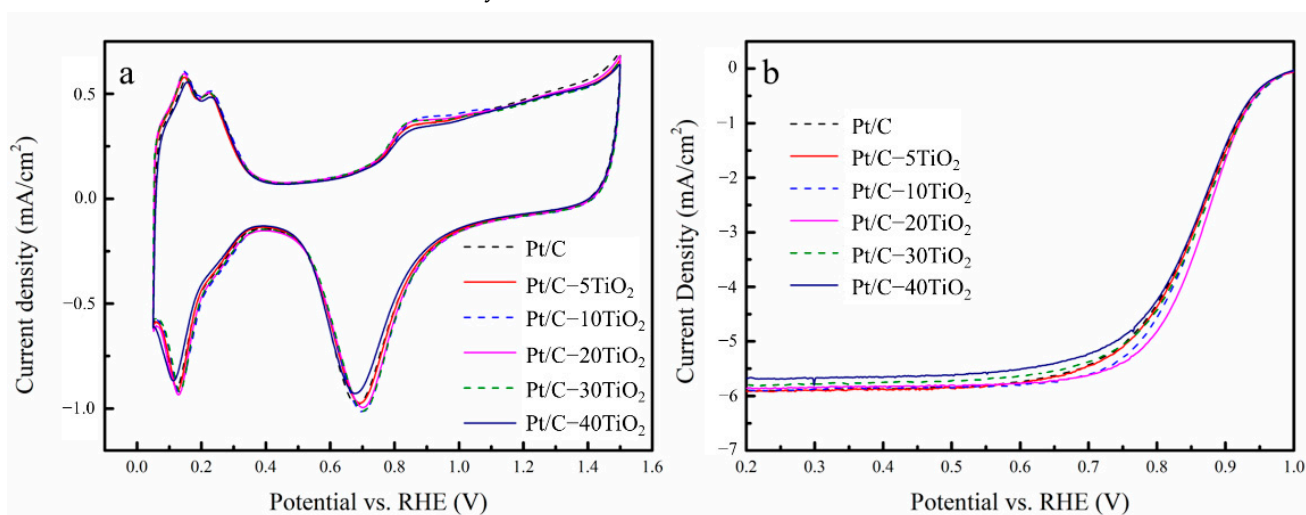 y
a
0.5
0.0
−0.5
−1.0
Current density (mA/cm²)
Pt/C
Pt/C−5TiO₂
Pt/C−10TiO₂
Pt/C−20TiO₂
Pt/C−30TiO₂
Pt/C−40TiO₂
0.0 0.2 0.4 0.6 0.8 1.0 1.2 1.4 1.6
Potential vs. RHE (V)
b
0
−1
−2
−3
−4
−5
−6
−7
Current Density (mA/cm²)
Pt/C
Pt/C−5TiO₂
Pt/C−10TiO₂
Pt/C−20TiO₂
Pt/C−30TiO₂
Pt/C−40TiO₂
0.2 0.3 0.4 0.5 0.6 0.7 0.8 0.9 1.0
Potential vs. RHE (V)